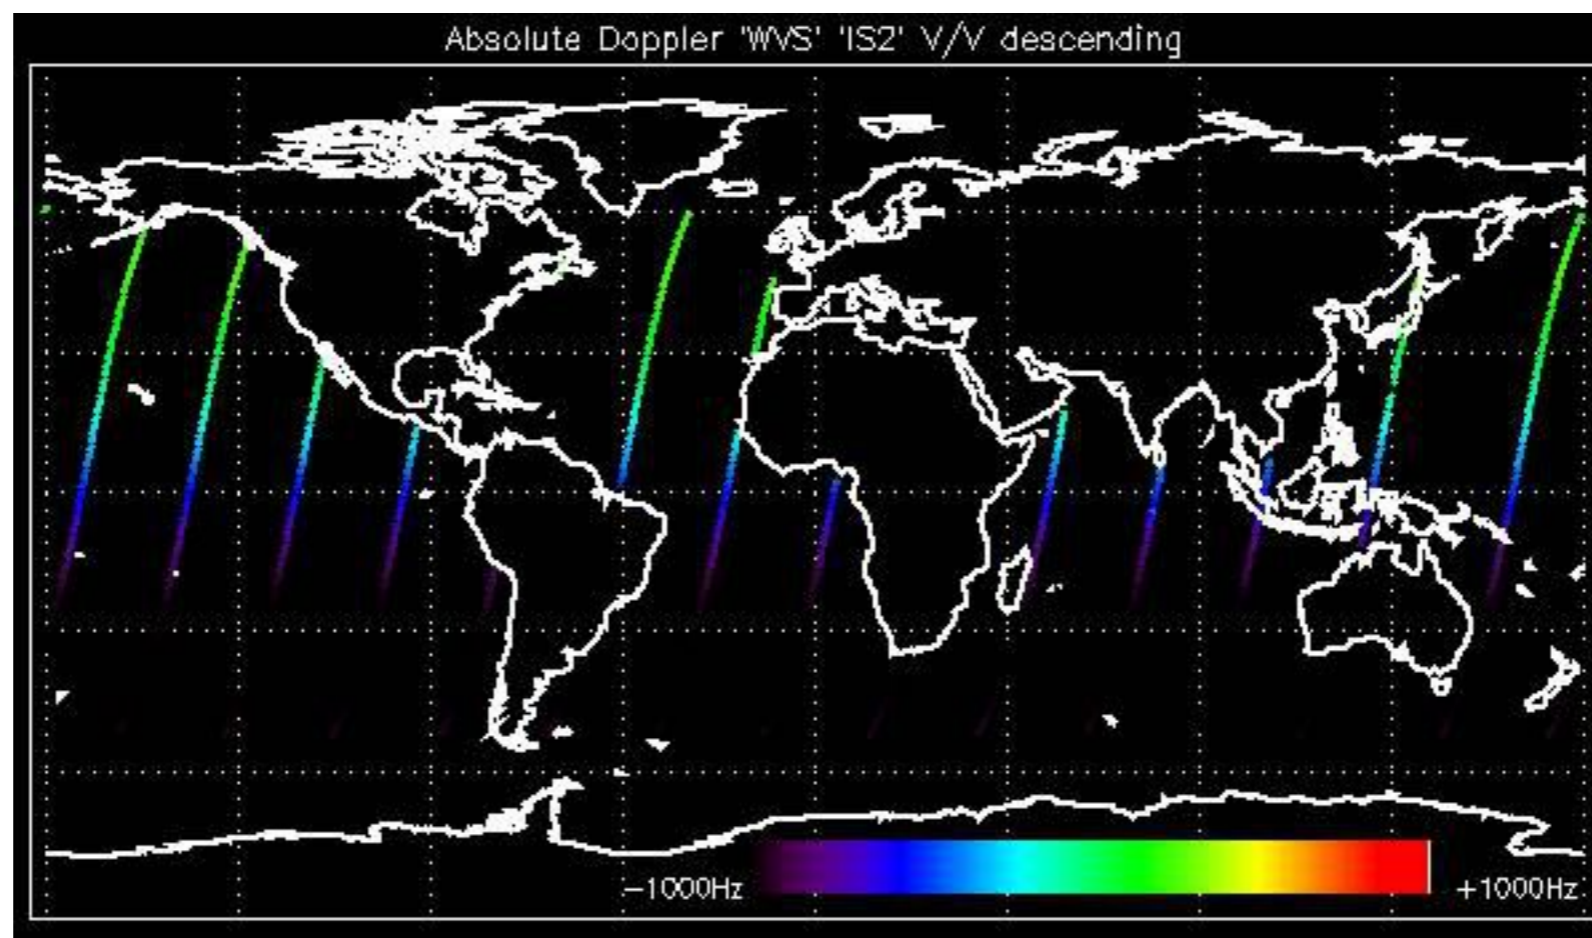 Absolute Doppler 'WVS' 'IS2' V/V descending
−1000Hz
+1000Hz